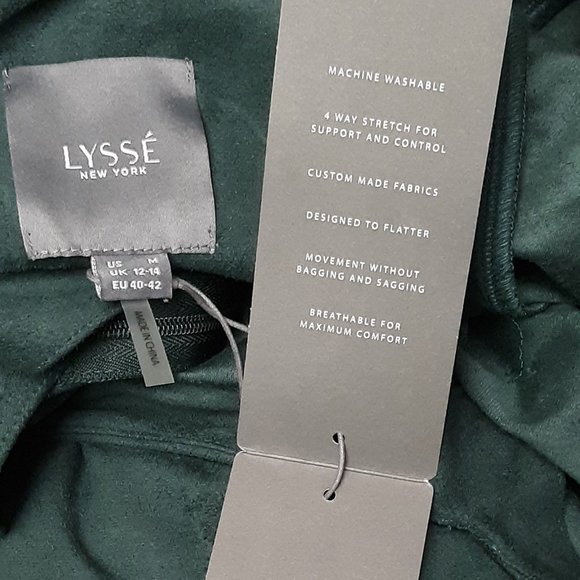 LYSSÉ
NEW YORK
US M
UK 12-14
EU 40-42
MADE IN CHINA
MACHINE WASHABLE
4 WAY STRETCH FOR
SUPPORT AND CONTROL
CUSTOM MADE FABRICS
DESIGNED TO FLATTER
MOVEMENT WITHOUT
BAGGING AND SAGGING
BREATHABLE FOR
MAXIMUM COMFORT